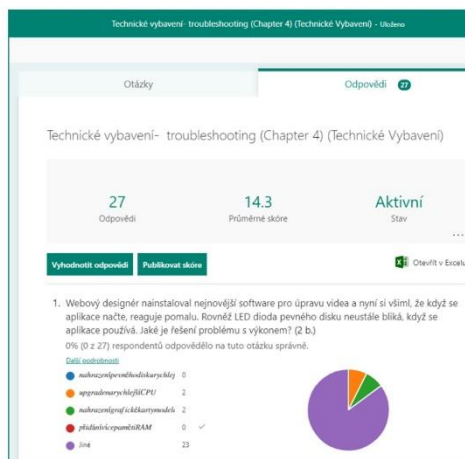 Technické vybavení- troubleshooting (Chapter 4) (Technické Vybavení) - Uloženo
Otázky
Odpovědi 27
Technické vybavení- troubleshooting (Chapter 4) (Technické Vybavení)
27
Odpovědi
14.3
Průměrné skóre
Aktivní
Stav
...
Vyhodnotit odpovědi
Publikovat skóre
Otevřít v Excelu
1. Webový designér nainstaloval nejnovější software pro úpravu videa a nyní si všiml, že když se
aplikace načte, reaguje pomalu. Rovněž LED dioda pevného disku neustále bliká, když se
aplikace používá. Jaké je řešení problému s výkonem? (2 b.)
0% (0 z 27) respondentů odpovědělo na tuto otázku správně.
Další podrobnosti
nahrazenípevnéhodiskurychlej 0
upgradenarychlejšíCPU 2
nahrazenígrafickékartymodele 2
přidánívícepamětiRAM 0 ✓
Jiné 23